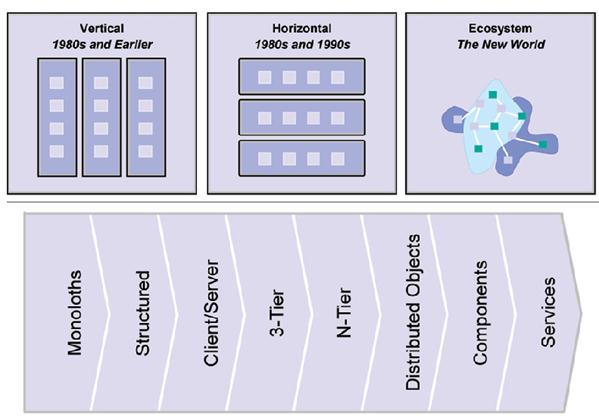 Vertical
1980s and Earlier
Horizontal
1980s and 1990s
Ecosystem
The New World
Monoloths
Structured
Client/Server
3-Tier
N-Tier
Distributed Objects
Components
Services